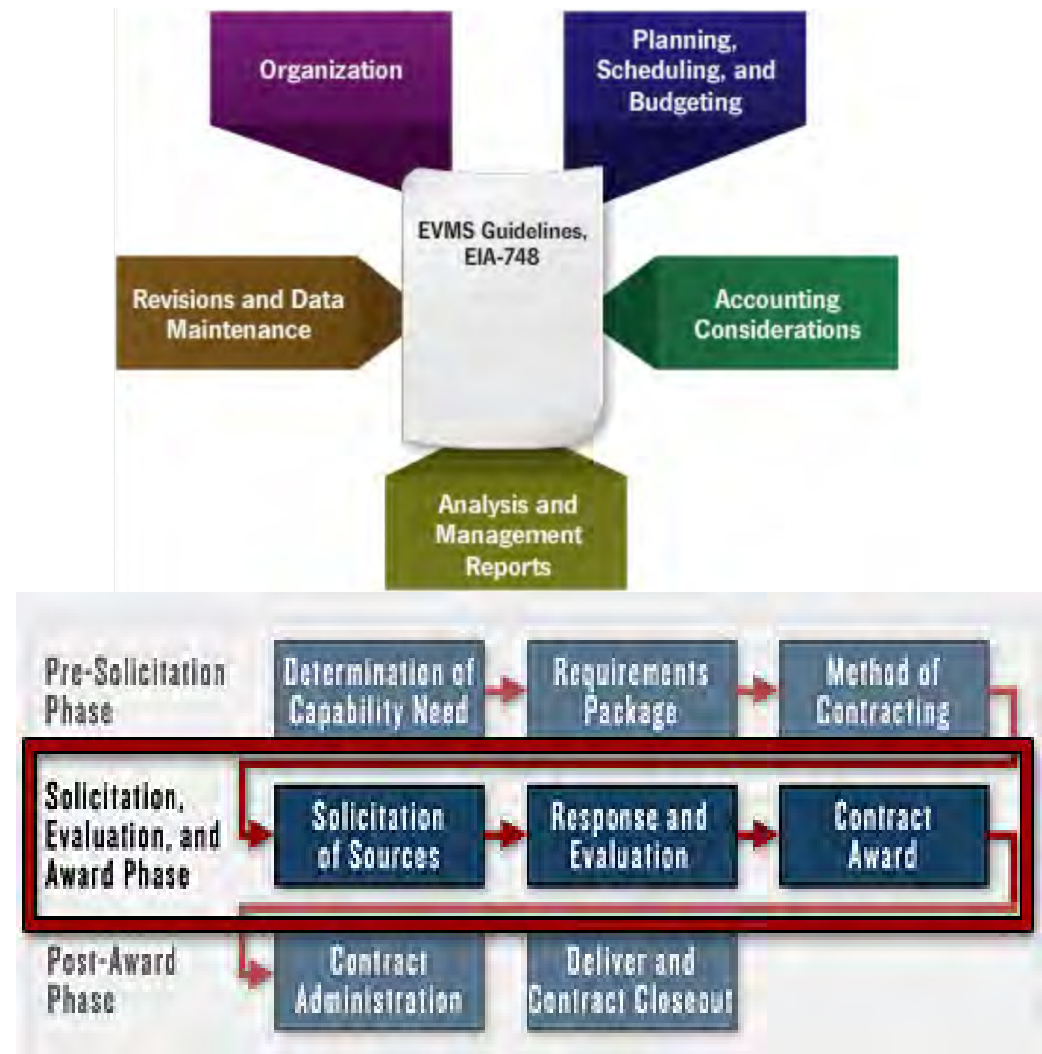 Organization
Planning,
Scheduling, and
Budgeting
EVMS Guidelines,
EIA-748
Revisions and Data
Maintenance
Accounting
Considerations
Analysis and
Management
Reports
Pre-Solicitation
Phase
Determination of
Capability Need
Requirements
Package
Method of
Contracting
Solicitation,
Evaluation, and
Award Phase
Solicitation
of Sources
Response and
Evaluation
Contract
Award
Post-Award
Phase
Contract
Administration
Deliver and
Contract Closeout